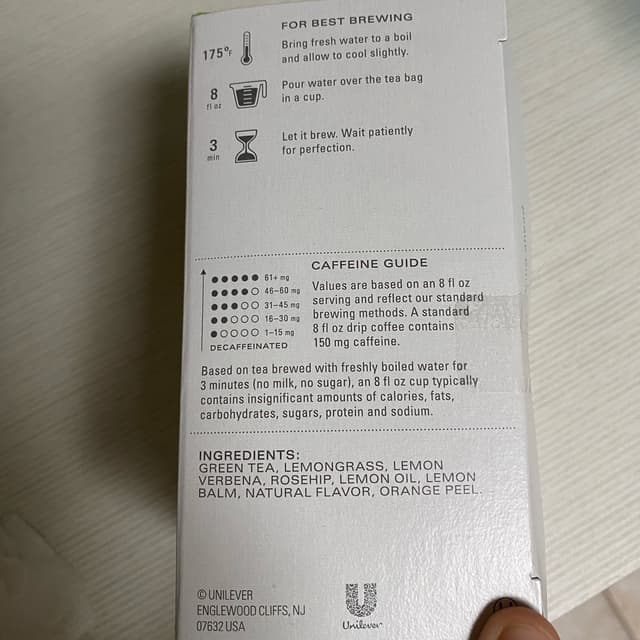 FOR BEST BREWING
175°F
Bring fresh water to a boil
and allow to cool slightly.
8
fl oz
Pour water over the tea bag
in a cup.
3
min
Let it brew. Wait patiently
for perfection.
CAFFEINE GUIDE
61+ mg
46–60 mg
31–45 mg
16–30 mg
1–15 mg
DECAFFEINATED
Values are based on an 8 fl oz
serving and reflect our standard
brewing methods. A standard
8 fl oz drip coffee contains
150 mg caffeine.
Based on tea brewed with freshly boiled water for
3 minutes (no milk, no sugar), an 8 fl oz cup typically
contains insignificant amounts of calories, fats,
carbohydrates, sugars, protein and sodium.
INGREDIENTS:
GREEN TEA, LEMONGRASS, LEMON
VERBENA, ROSEHIP, LEMON OIL, LEMON
BALM, NATURAL FLAVOR, ORANGE PEEL.
© UNILEVER
ENGLEWOOD CLIFFS, NJ
07632 USA
Unilever